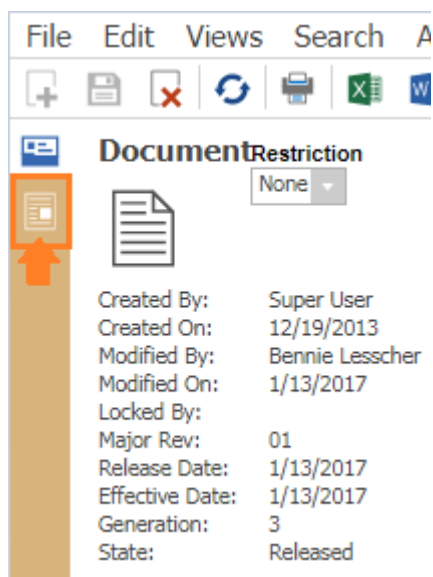 File Edit Views Search A
Document Restriction
None
Created By: Super User
Created On: 12/19/2013
Modified By: Bennie Lesscher
Modified On: 1/13/2017
Locked By:
Major Rev: 01
Release Date: 1/13/2017
Effective Date: 1/13/2017
Generation: 3
State: Released